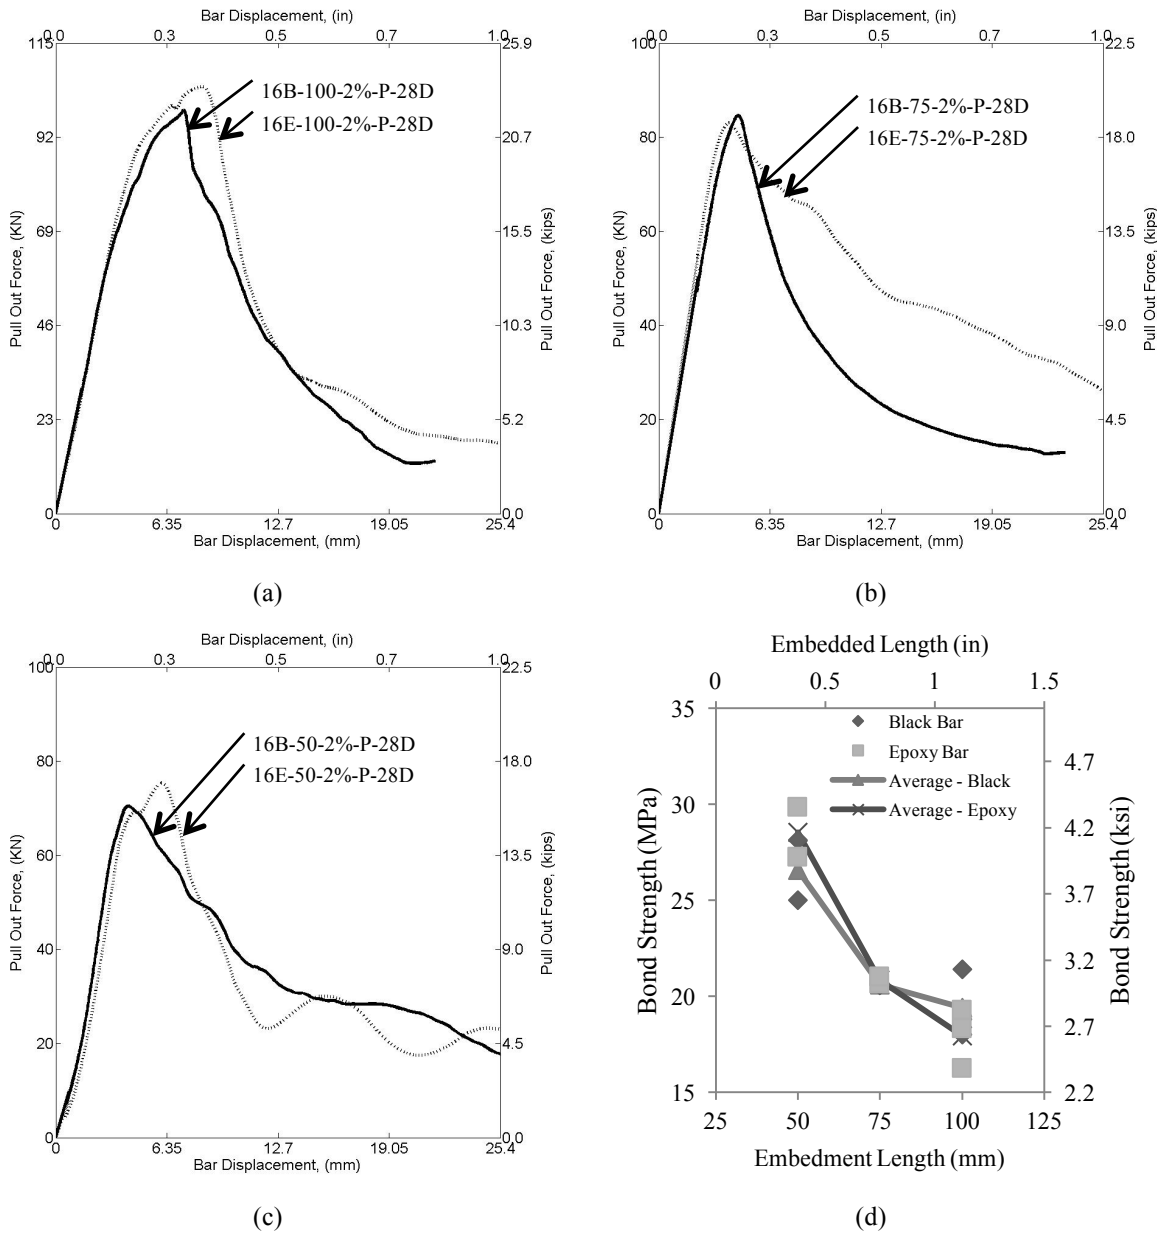 Bar Displacement, (in)
0.0 0.3 0.5 0.7 1.0
115 25.9
92 20.7
69 15.5
46 10.3
23 5.2
0 0.0
Pull Out Force, (KN)
Pull Out Force, (kips)
16B-100-2%-P-28D
16E-100-2%-P-28D
0 6.35 12.7 19.05 25.4
Bar Displacement, (mm)
(a)
Bar Displacement, (in)
0.0 0.3 0.5 0.7 1.0
100 22.5
80 18.0
60 13.5
40 9.0
20 4.5
0 0.0
Pull Out Force, (KN)
Pull Out Force, (kips)
16B-75-2%-P-28D
16E-75-2%-P-28D
0 6.35 12.7 19.05 25.4
Bar Displacement, (mm)
(b)
Bar Displacement, (in)
0.0 0.3 0.5 0.7 1.0
100 22.5
80 18.0
60 13.5
40 9.0
20 4.5
0 0.0
Pull Out Force, (KN)
Pull Out Force, (kips)
16B-50-2%-P-28D
16E-50-2%-P-28D
0 6.35 12.7 19.05 25.4
Bar Displacement, (mm)
(c)
Embedded Length (in)
0 0.5 1 1.5
35
30
25
20
15
Bond Strength (MPa)
Black Bar
Epoxy Bar
Average - Black
Average - Epoxy
4.7
4.2
3.7
3.2
2.7
2.2
Bond Strength (ksi)
25 50 75 100 125
Embedment Length (mm)
(d)